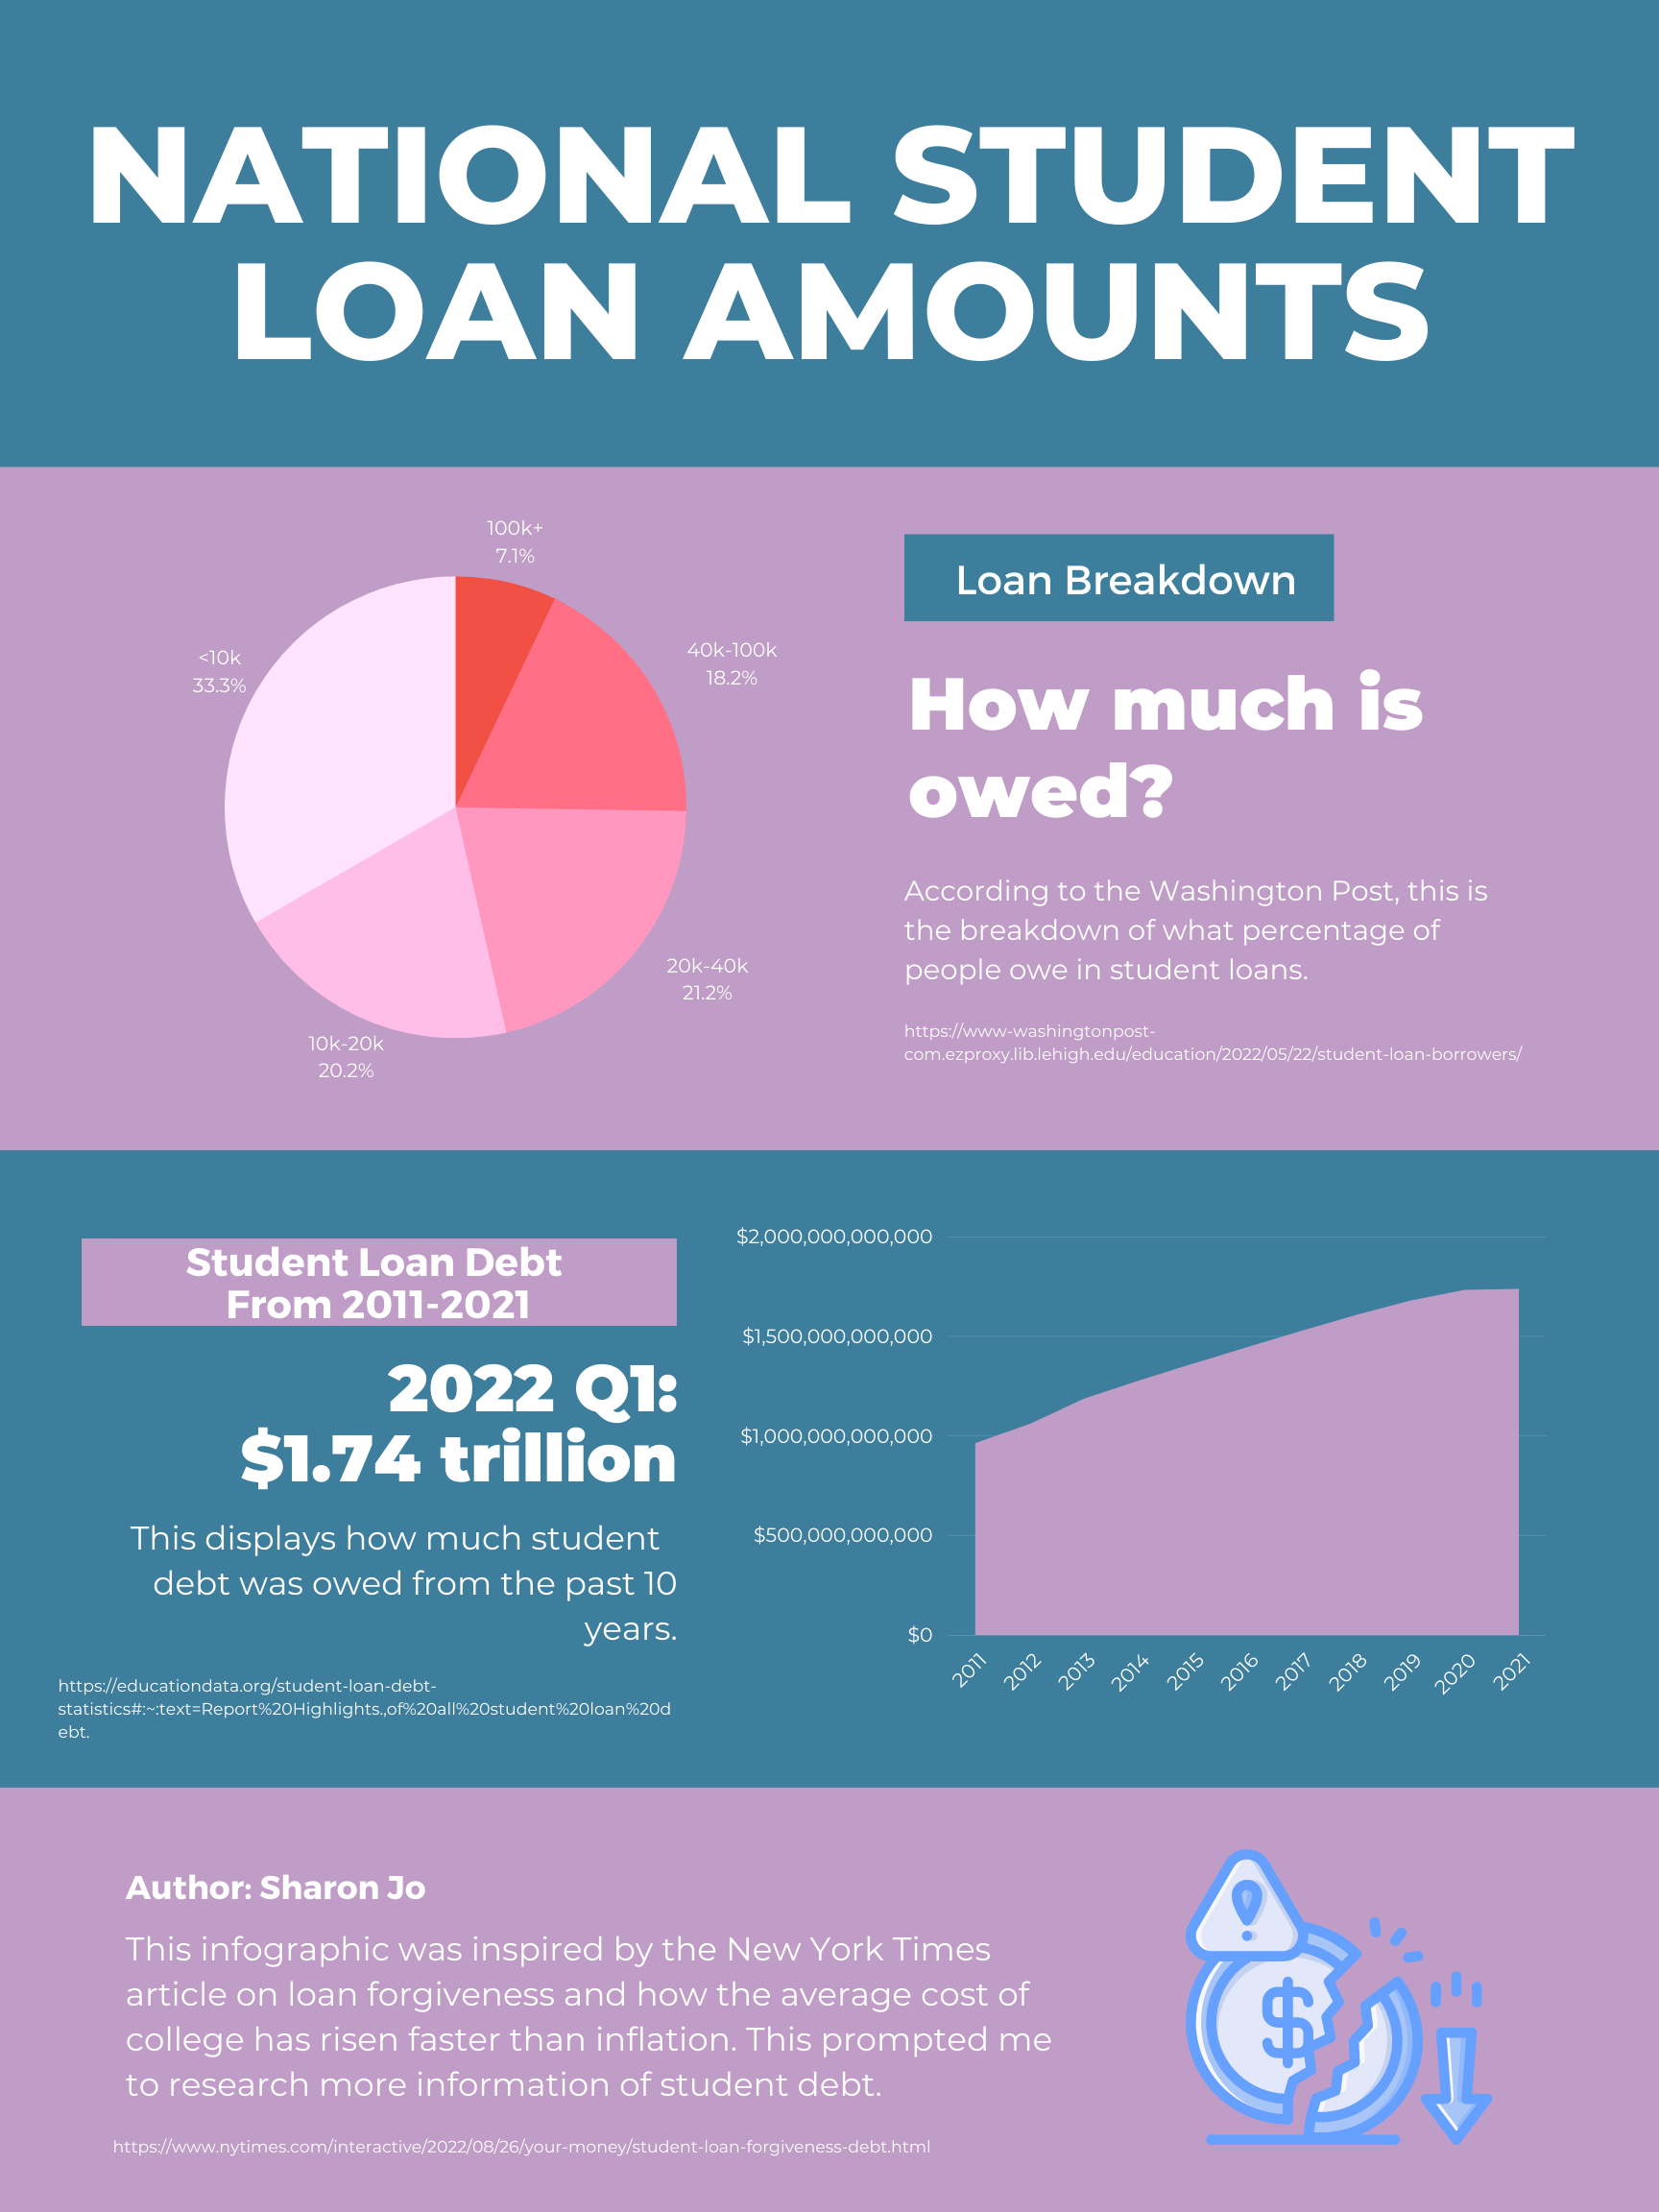 NATIONAL STUDENT
LOAN AMOUNTS
100k+
7.1%
40k-100k
18.2%
<10k
33.3%
20k-40k
21.2%
10k-20k
20.2%
Loan Breakdown
How much is
owed?
According to the Washington Post, this is
the breakdown of what percentage of
people owe in student loans.
https://www-washingtonpost-
com.ezproxy.lib.lehigh.edu/education/2022/05/22/student-loan-borrowers/
Student Loan Debt
From 2011-2021
2022 Q1:
$1.74 trillion
This displays how much student
debt was owed from the past 10
years.
https://educationdata.org/student-loan-debt-
statistics#:~:text=Report%20Highlights.,of%20all%20student%20loan%20d
ebt.
$2,000,000,000,000
$1,500,000,000,000
$1,000,000,000,000
$500,000,000,000
$0
2011
2012
2013
2014
2015
2016
2017
2018
2019
2020
2021
Author: Sharon Jo
This infographic was inspired by the New York Times
article on loan forgiveness and how the average cost of
college has risen faster than inflation. This prompted me
to research more information of student debt.
https://www.nytimes.com/interactive/2022/08/26/your-money/student-loan-forgiveness-debt.html
$